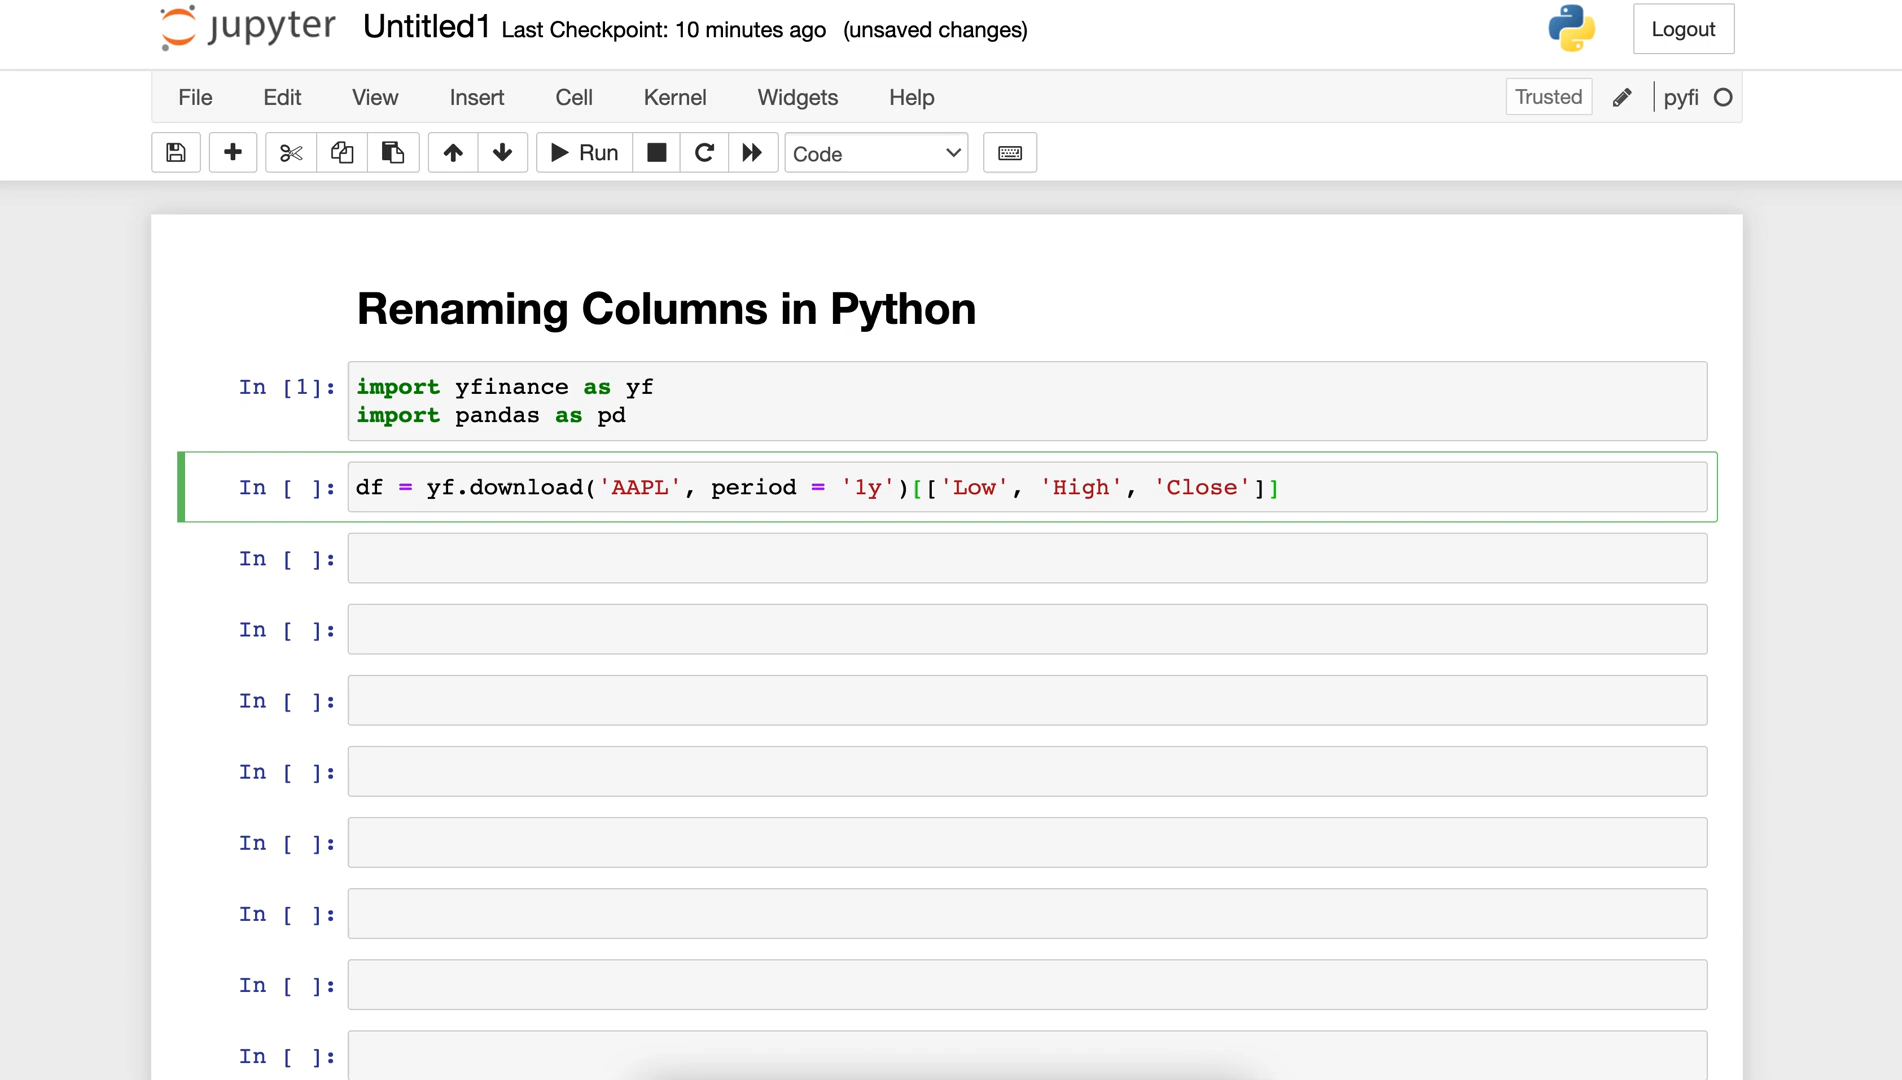 jupyter Untitled1 Last Checkpoint: 10 minutes ago (unsaved changes) Logout
File Edit View Insert Cell Kernel Widgets Help Trusted pyfi
Run Code
Renaming Columns in Python
In [1]: import yfinance as yf
import pandas as pd
In [ ]: df = yf.download('AAPL', period = '1y')[['Low', 'High', 'Close']]
In [ ]:
In [ ]:
In [ ]:
In [ ]:
In [ ]:
In [ ]:
In [ ]:
In [ ]: